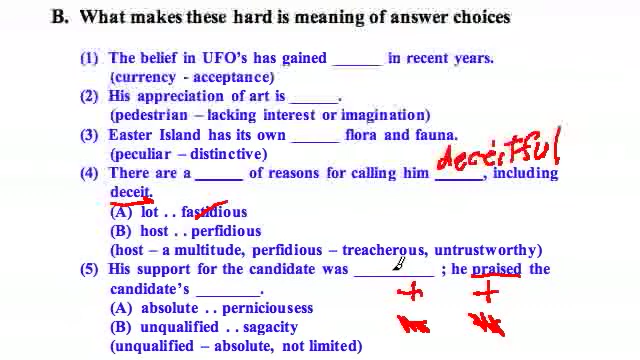 B. What makes these hard is meaning of answer choices
(1) The belief in UFO's has gained ______ in recent years.
(currency - acceptance)
(2) His appreciation of art is ______.
(pedestrian – lacking interest or imagination)
(3) Easter Island has its own ______ flora and fauna.
(peculiar – distinctive)
deceitful
(4) There are a ______ of reasons for calling him ______, including
deceit.
(A) lot . . fastidious
(B) host . . perfidious
(host – a multitude, perfidious – treacherous, untrustworthy)
(5) His support for the candidate was ________ ; he praised the
candidate's ________.
+ +
(A) absolute . . perniciousess
(B) unqualified . . sagacity
(unqualified – absolute, not limited)